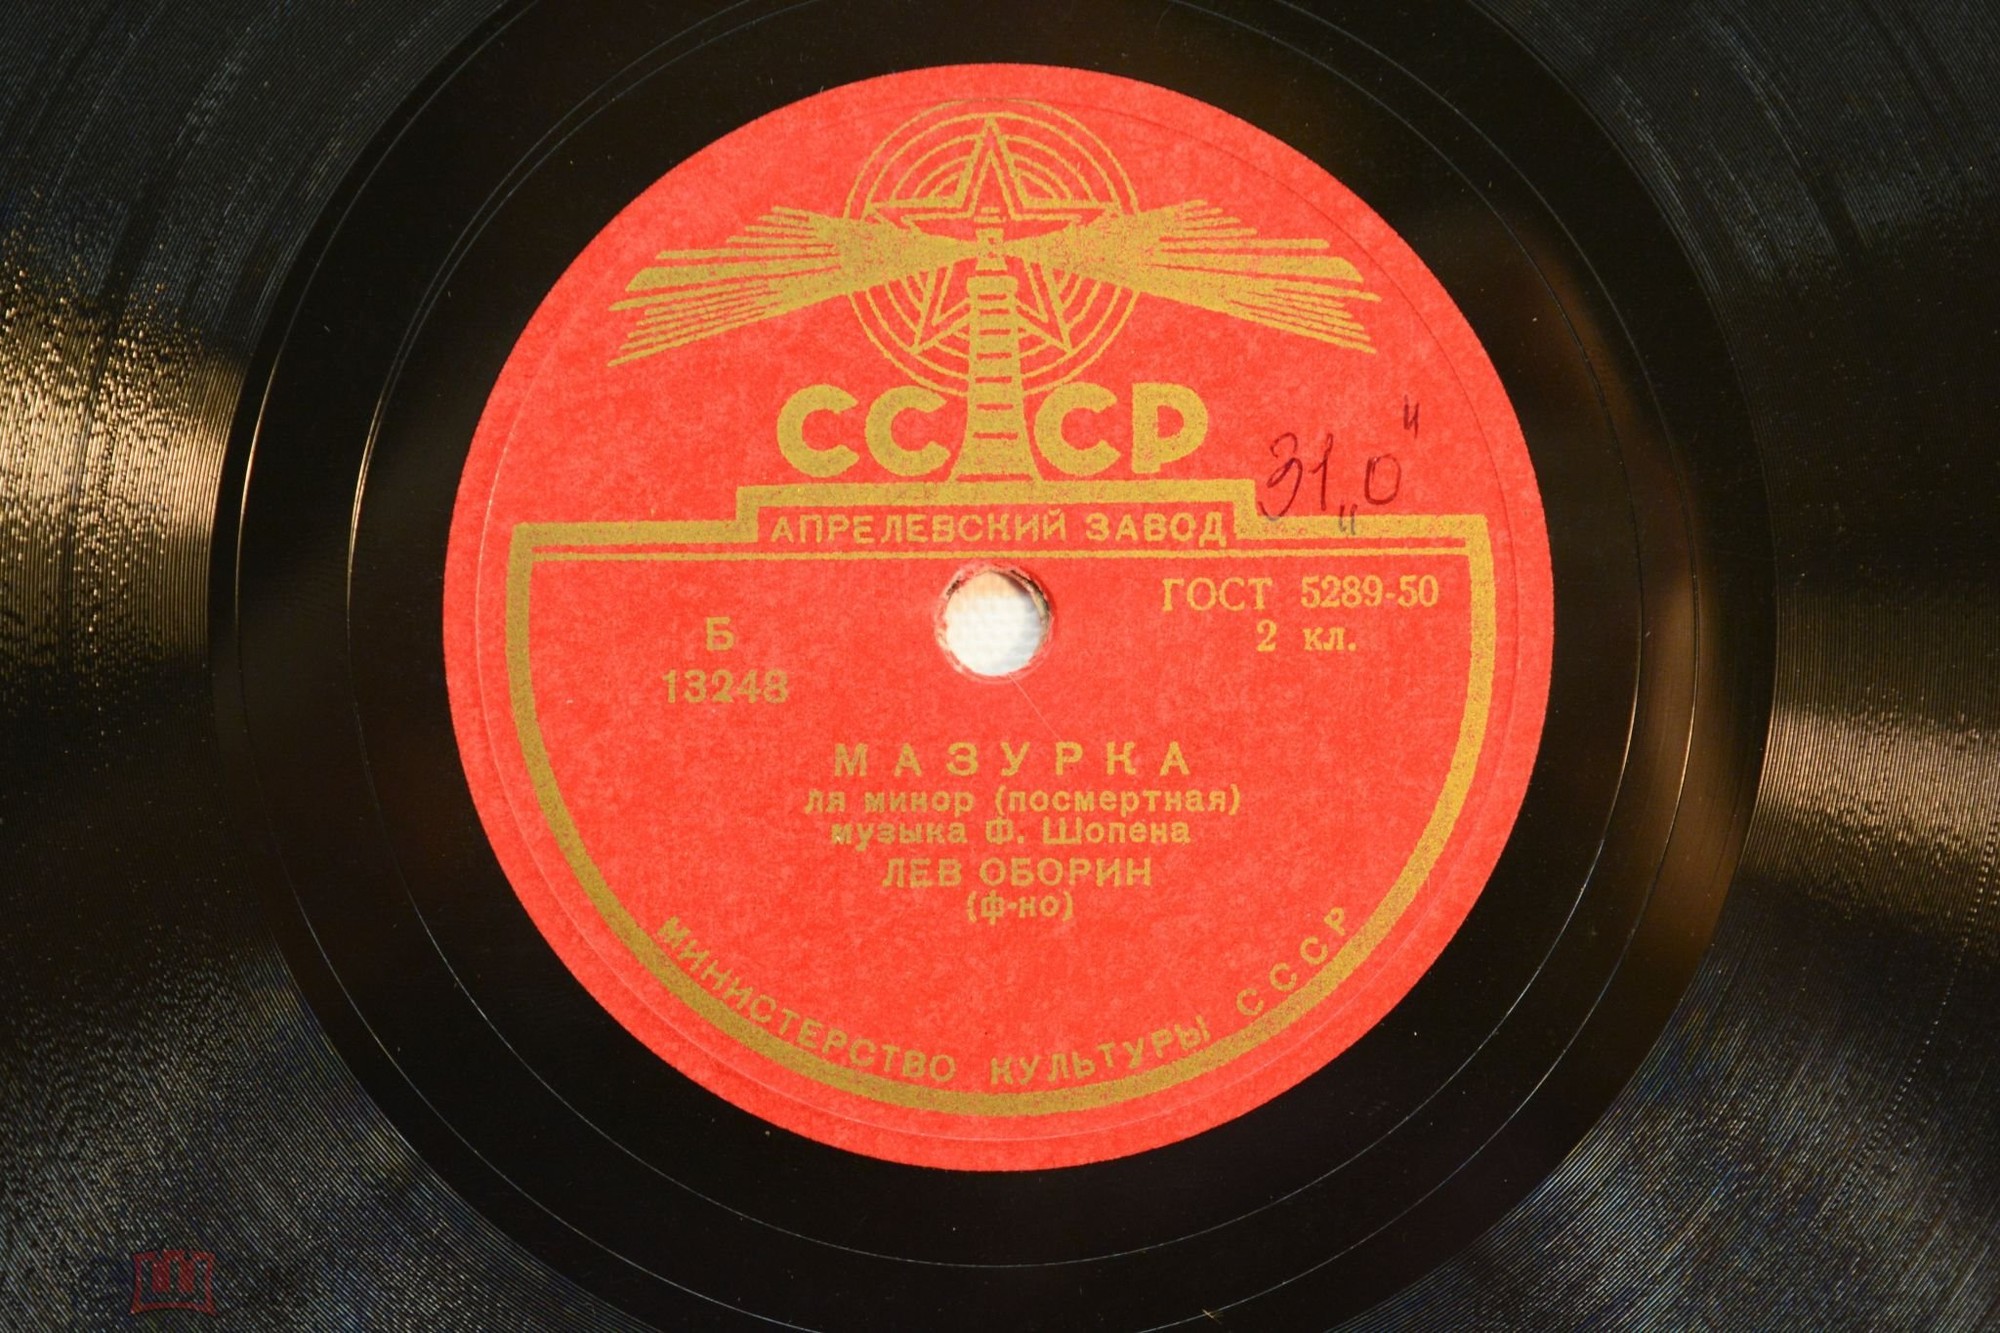 СССР
31 „0"
АПРЕЛЕВСКИЙ ЗАВОД
ГОСТ 5289-50
2 кл.
Б
13248
МАЗУРКА
ля минор (посмертная)
музыка Ф. Шопена
ЛЕВ ОБОРИН
(ф-но)
МИНИСТЕРСТВО КУЛЬТУРЫ СССР